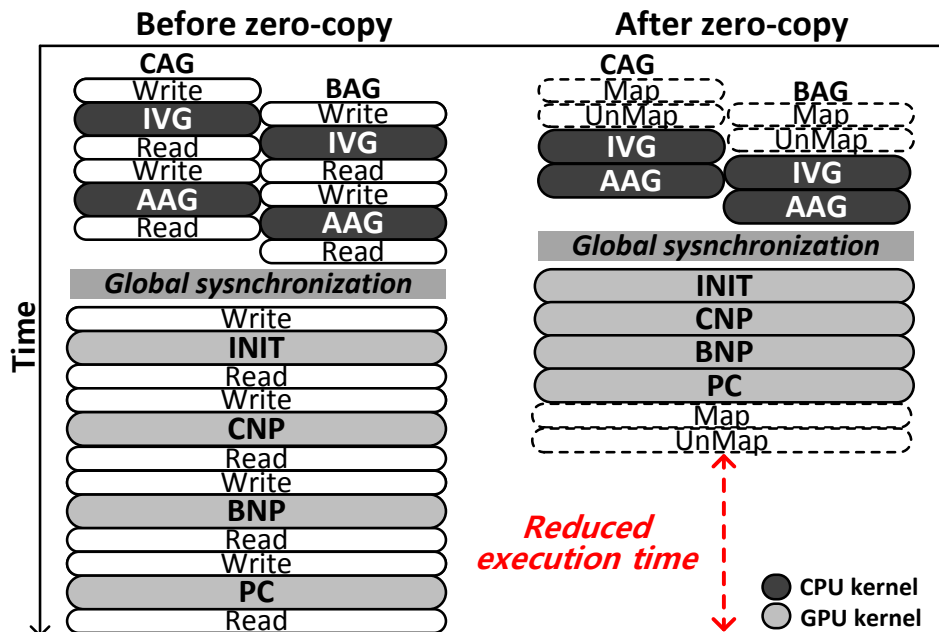 Before zero-copy
CAG
Write
IVG
Read
Write
AAG
Read
BAG
Write
IVG
Read
Write
AAG
Read
Global sysnchronization
Write
INIT
Read
Write
CNP
Read
Write
BNP
Read
Write
PC
Read
Time
After zero-copy
CAG
Map
UnMap
IVG
AAG
BAG
Map
UnMap
IVG
AAG
Global sysnchronization
INIT
CNP
BNP
PC
Map
UnMap
Reduced
execution time
CPU kernel
GPU kernel